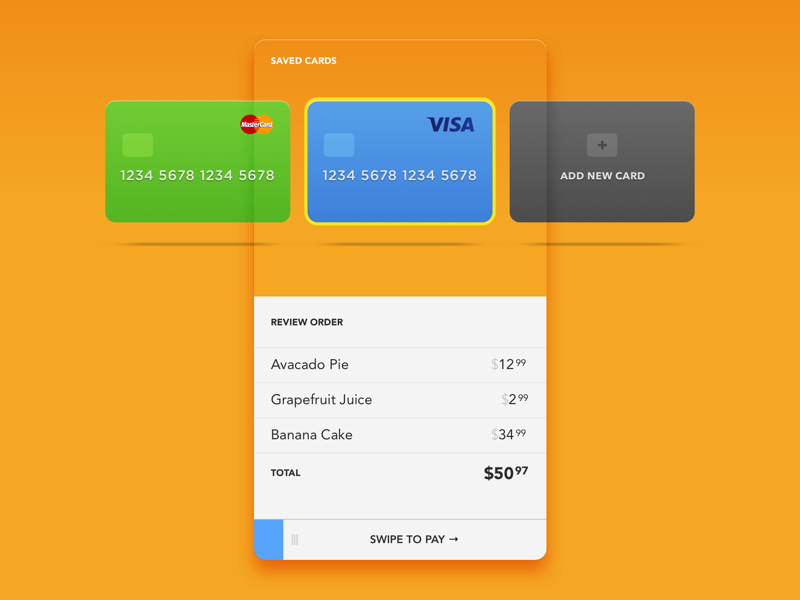 SAVED CARDS
MasterCard
1234 5678 1234 5678
VISA
1234 5678 1234 5678
+
ADD NEW CARD
REVIEW ORDER
Avacado Pie $12 99
Grapefruit Juice $2 99
Banana Cake $34 99
TOTAL $50 97
SWIPE TO PAY →